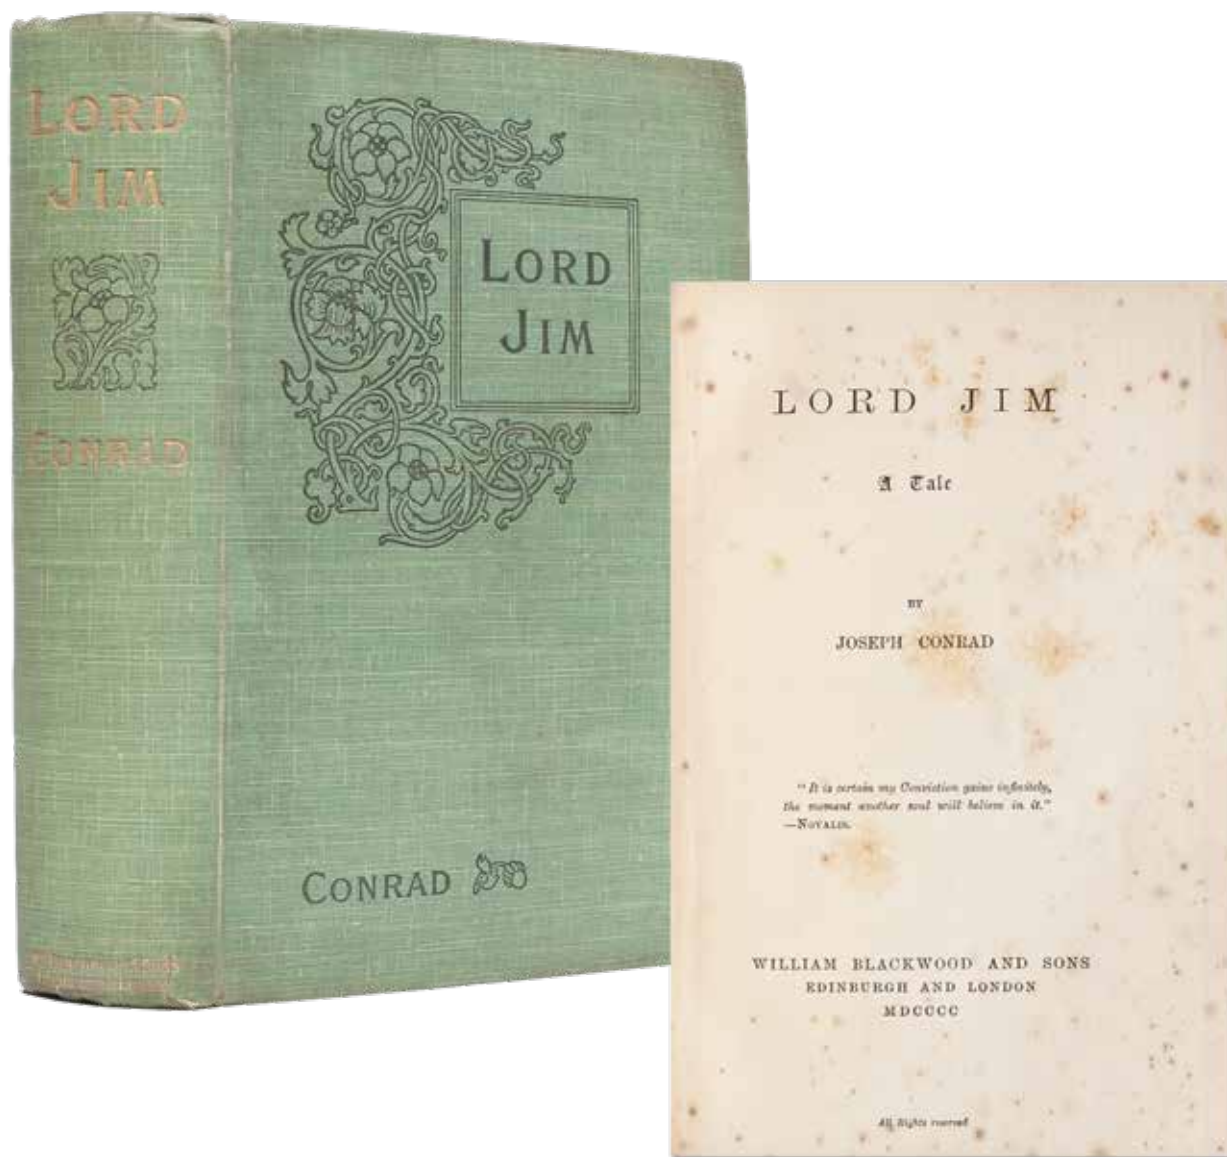 LORD
JIM
CONRAD
LORD
JIM
CONRAD
LORD JIM
A Tale
BY
JOSEPH CONRAD
"It is certain my Conviction gains infinitely,
the moment another soul will believe in it."
—NOVALIS.
WILLIAM BLACKWOOD AND SONS
EDINBURGH AND LONDON
MDCCCC
All Rights reserved